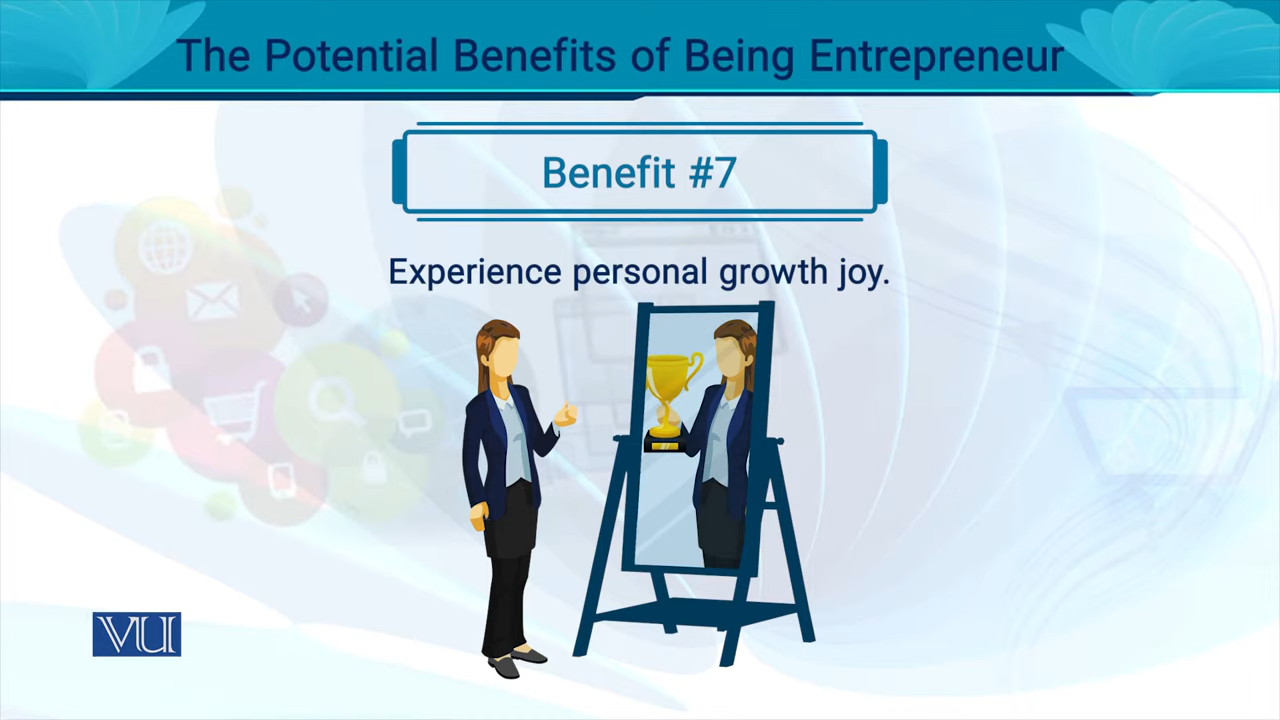 The Potential Benefits of Being Entrepreneur
Benefit #7
Experience personal growth joy.
VU